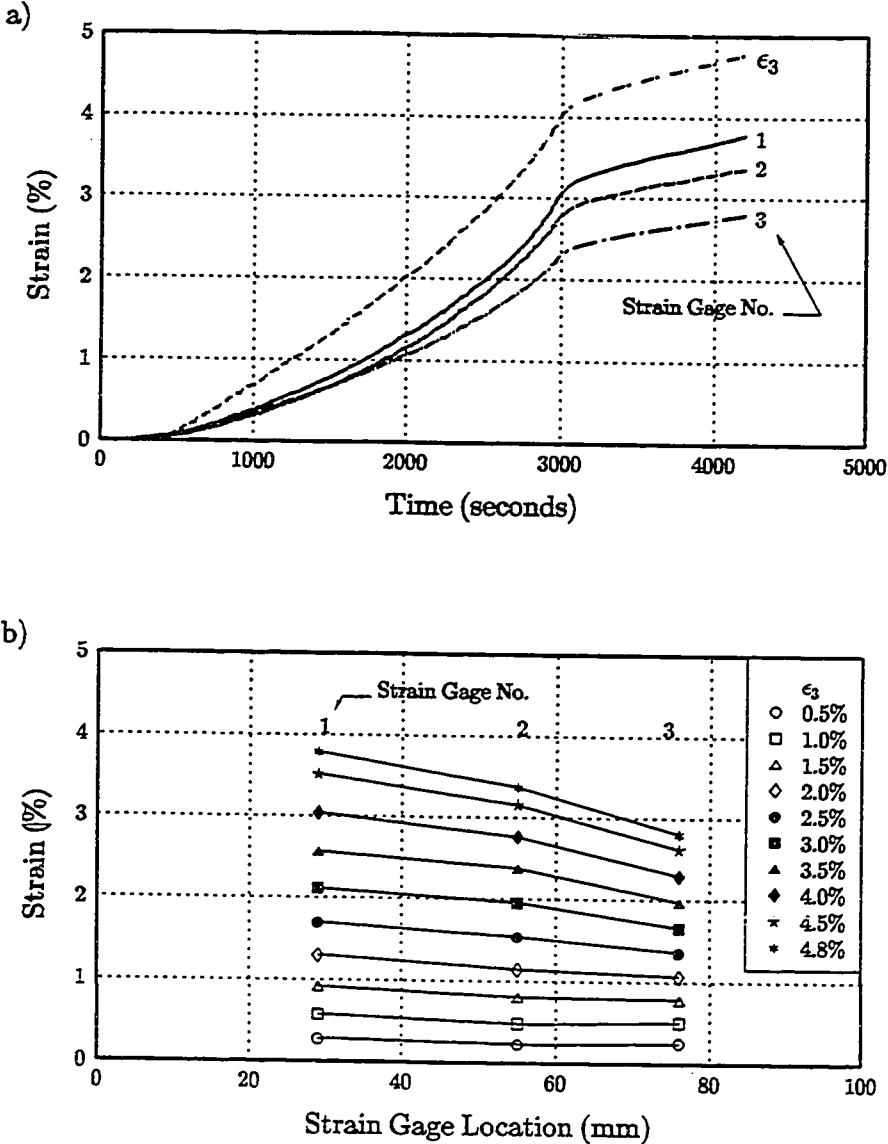 a)
5
4
3
2
1
0
Strain (%)
ϵ3
1
2
3
Strain Gage No.
0 1000 2000 3000 4000 5000
Time (seconds)
b)
5
4
3
2
1
0
Strain (%)
Strain Gage No.
1 2 3
ϵ3
0.5%
1.0%
1.5%
2.0%
2.5%
3.0%
3.5%
4.0%
4.5%
4.8%
0 20 40 60 80 100
Strain Gage Location (mm)